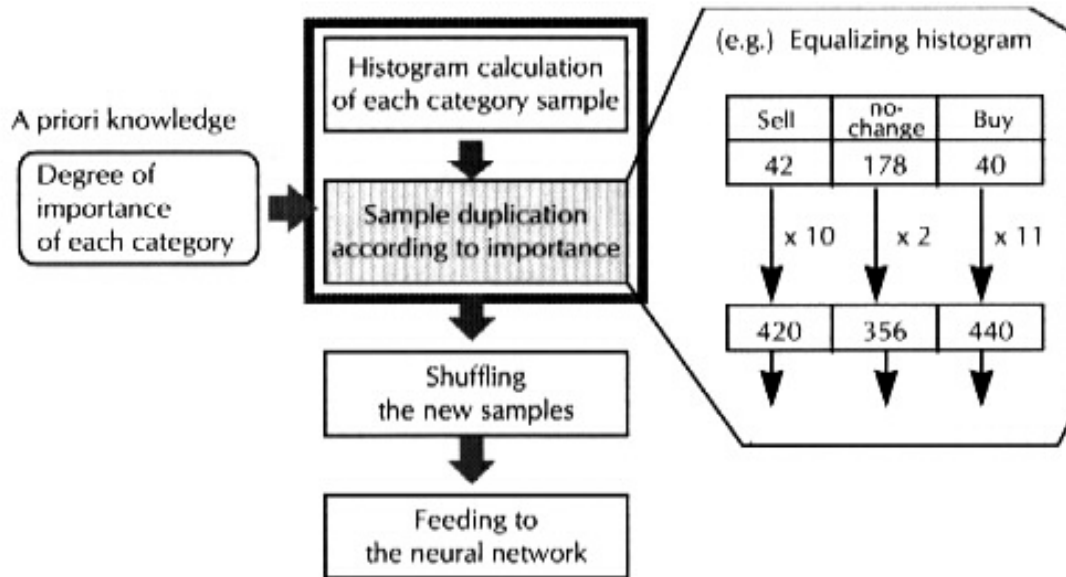 Histogram calculation
of each category sample
A priori knowledge
Degree of
importance
of each category
Sample duplication
according to importance
Shuffling
the new samples
Feeding to
the neural network
(e.g.) Equalizing histogram
Sell no-change Buy
42 178 40
x 10 x 2 x 11
420 356 440